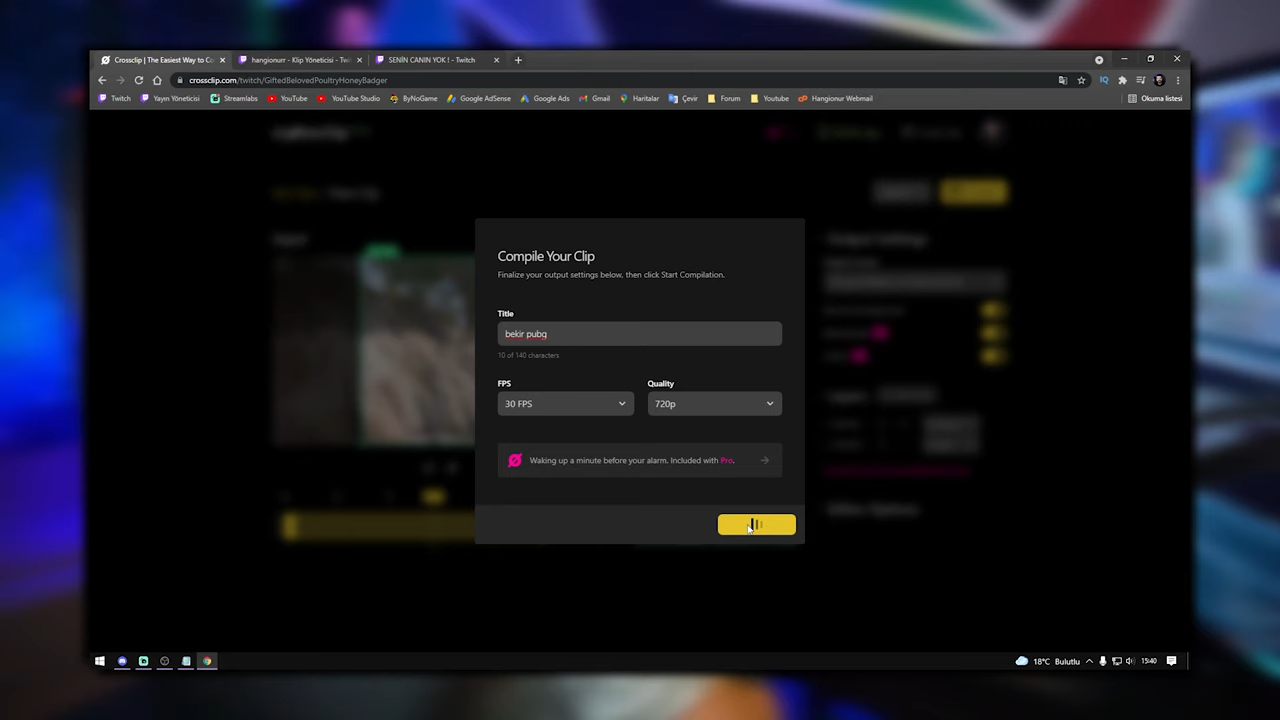 Crossclip | The Easiest Way to Co
hangionurr - Klip Yöneticisi - Tw
SENİN CANIN YOK ! - Twitch
crossclip.com/twitch/GiftedBelovedPoultryHoneyBadger
Twitch
Yayın Yöneticisi
Streamlabs
YouTube
YouTube Studio
ByNoGame
Google AdSense
Google Ads
Gmail
Haritalar
Çevir
Forum
Youtube
Hangionur Webmail
Okuma listesi
Output Settings
Compile Your Clip
Finalize your output settings below, then click Start Compilation.
Title
bekir pubg
10 of 140 characters
FPS
Quality
30 FPS
720p
Waking up a minute before your alarm. Included with Pro.
18°C Bulutlu
15:40